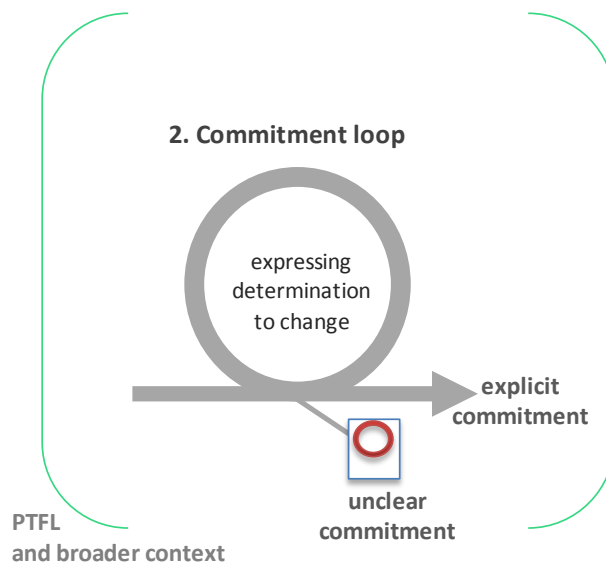 2. Commitment loop
expressing
determination
to change
explicit
commitment
unclear
commitment
PTFL
and broader context